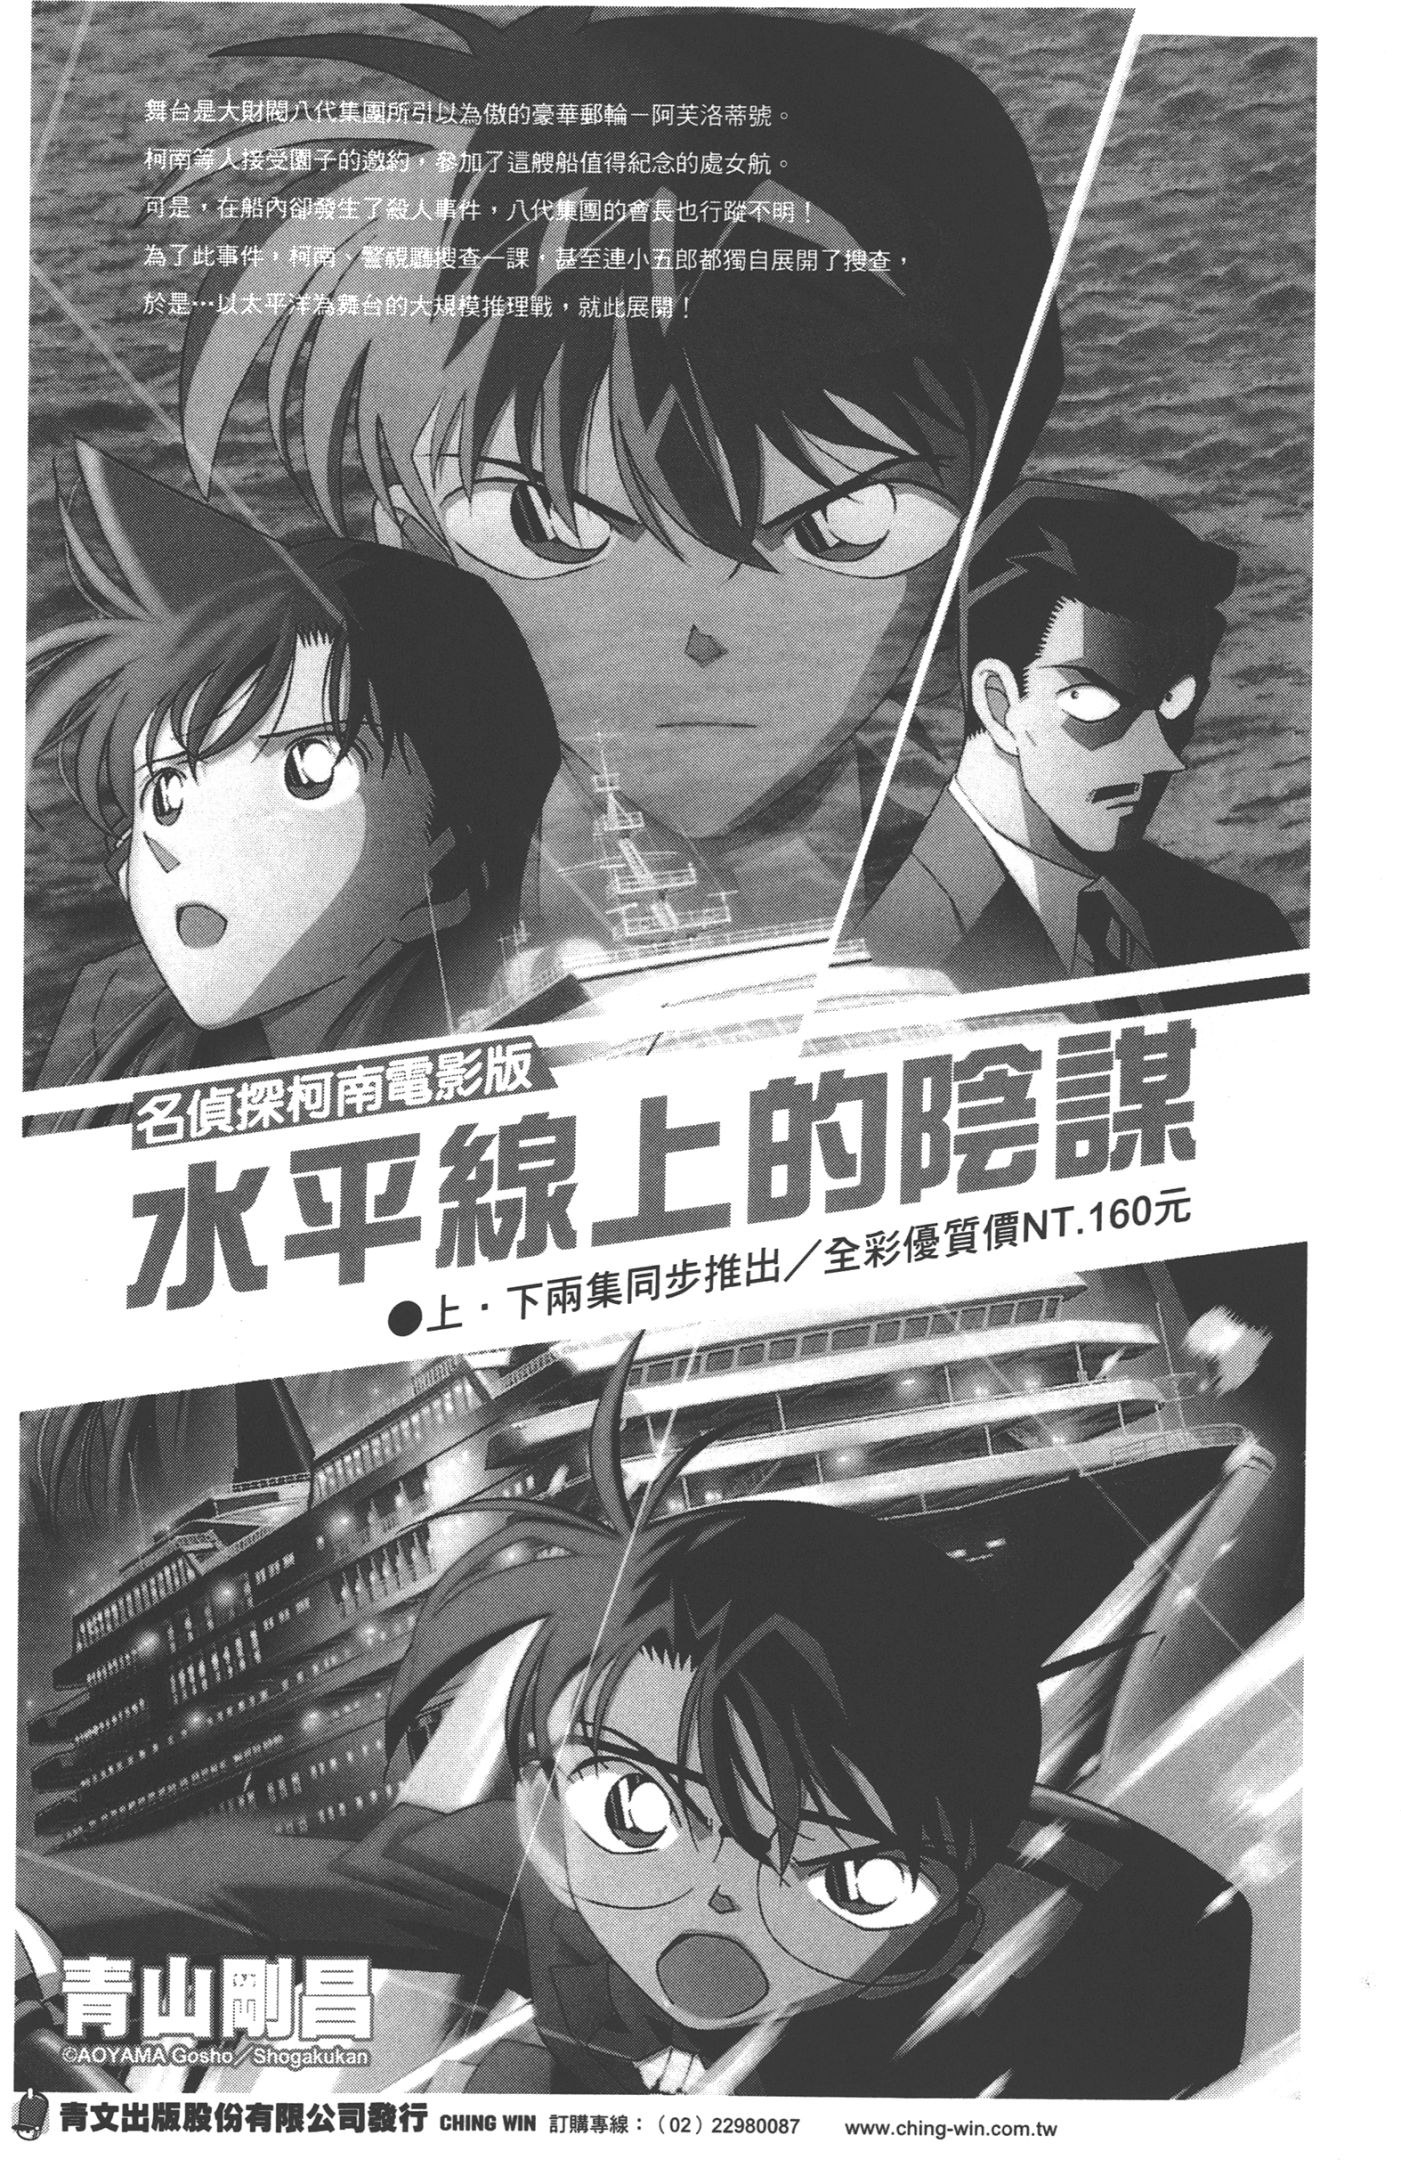 舞台是大財閥八代集團所引以為傲的豪華郵輪－阿芙洛蒂號。
柯南等人接受園子的邀約，參加了這艘船值得紀念的處女航。
可是，在船內卻發生了殺人事件，八代集團的會長也行蹤不明！
為了此事件，柯南、警視廳搜查一課，甚至連小五郎都獨自展開了搜查，
於是…以太平洋為舞台的大規模推理戰，就此展開！
名偵探柯南電影版
水平線上的陰謀
●上．下兩集同步推出／全彩優質價NT.160元
青山剛昌
©AOYAMA Gosho／Shogakukan
青文出版股份有限公司發行 CHING WIN 訂購專線：（02）22980087 www.ching-win.com.tw